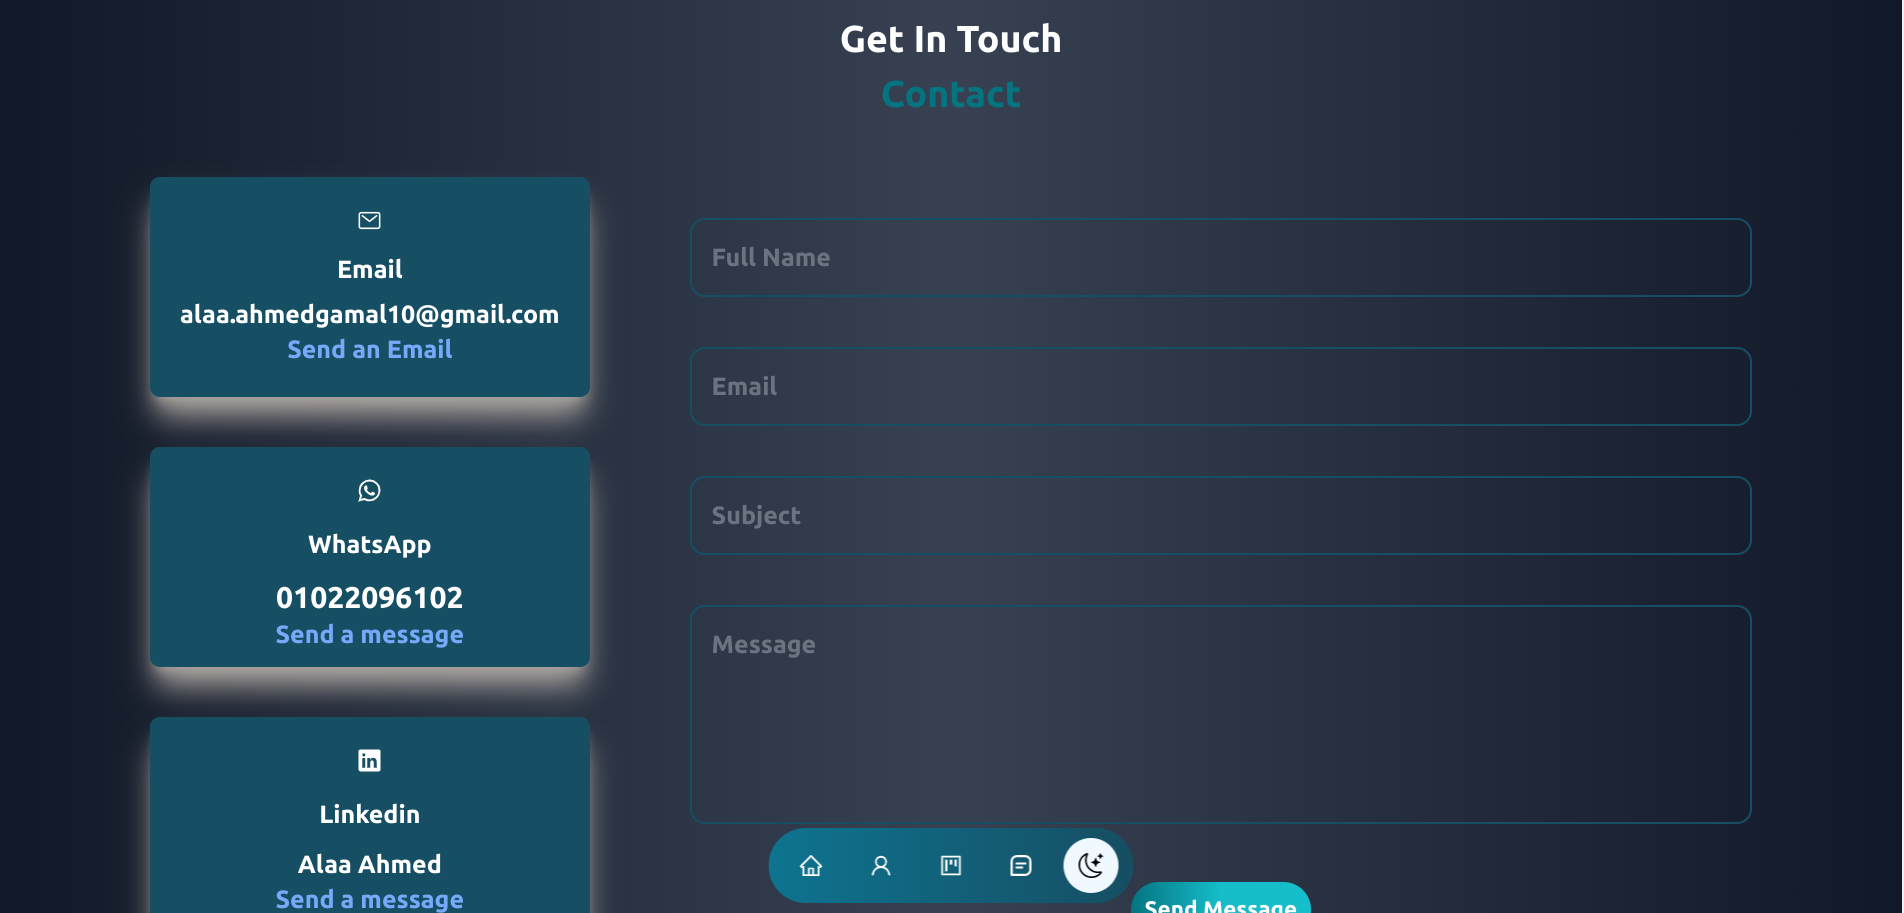 Get In Touch
Contact
Email
alaa.ahmedgamal10@gmail.com
Send an Email
WhatsApp
01022096102
Send a message
Linkedin
Alaa Ahmed
Send a message
Full Name
Email
Subject
Message
Send Message